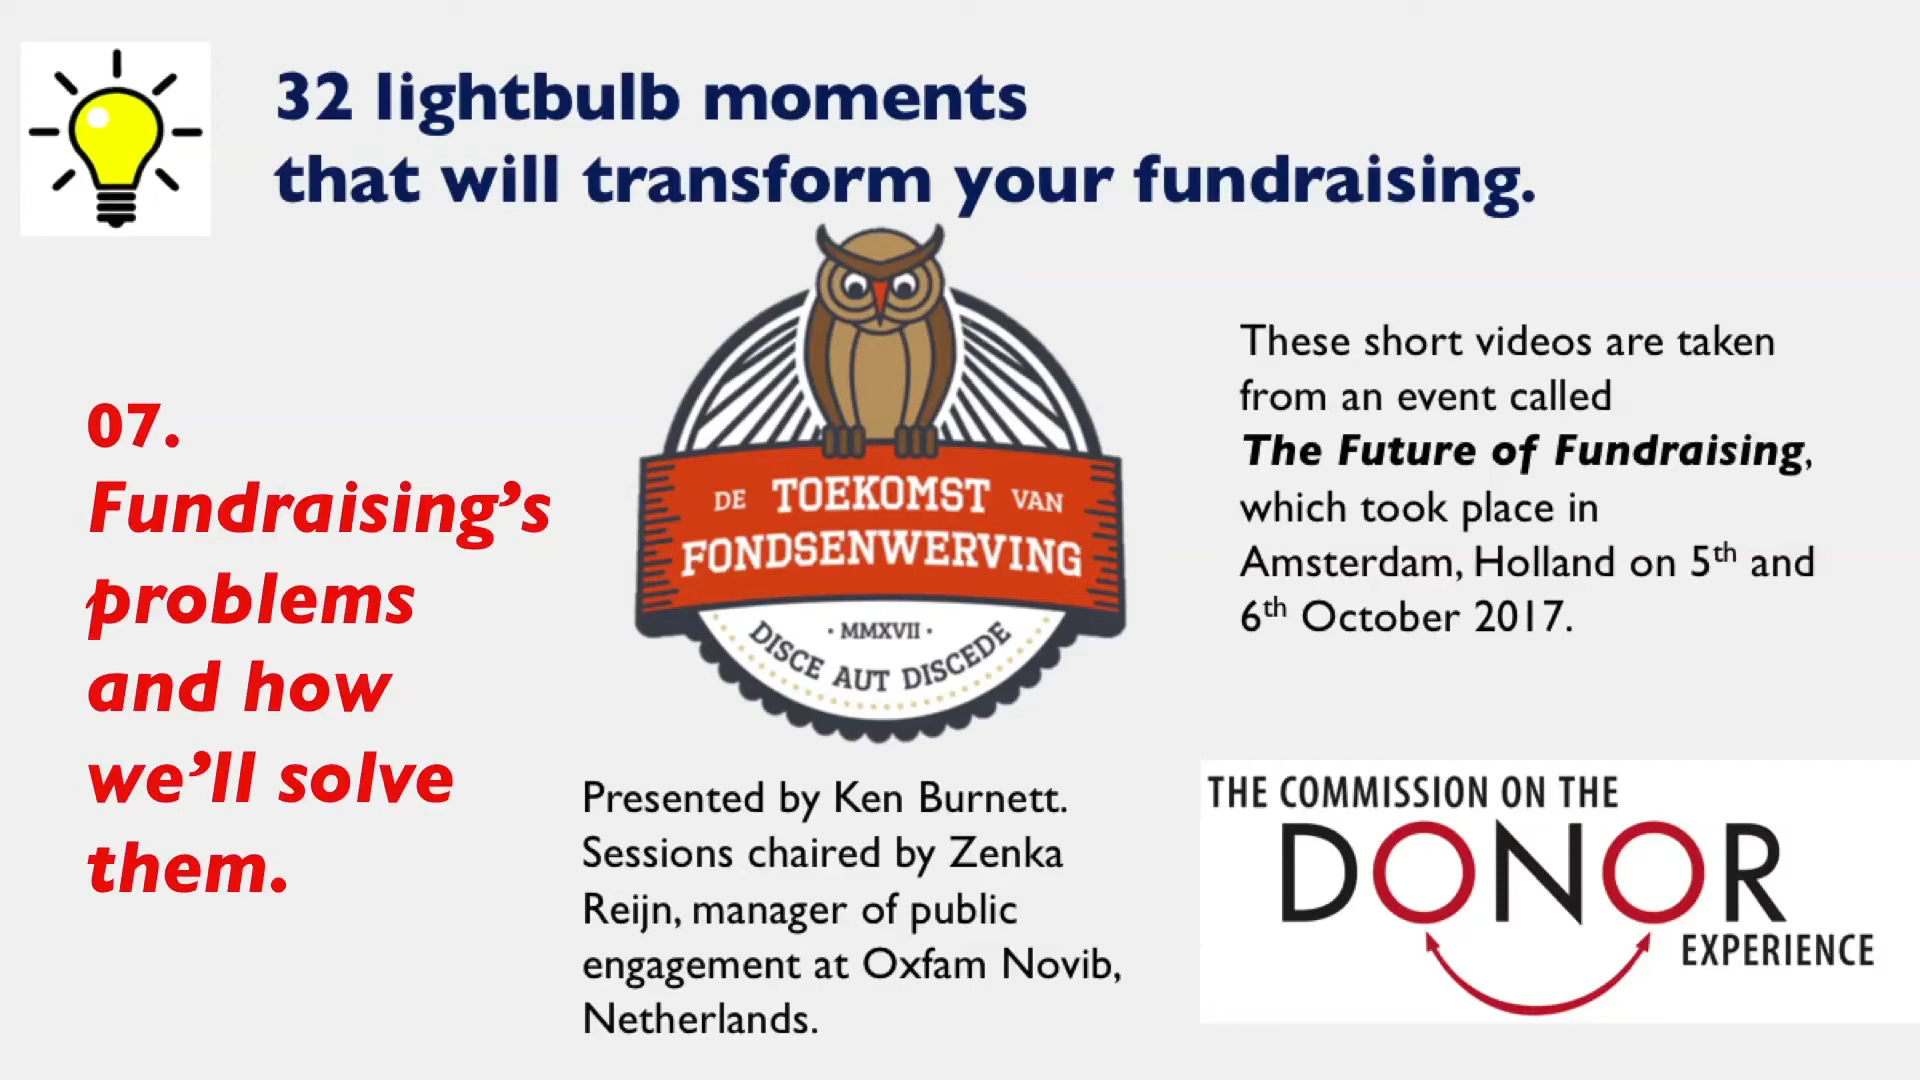 32 lightbulb moments
that will transform your fundraising.
07.
Fundraising’s
problems
and how
we’ll solve
them.
DE TOEKOMST VAN
FONDSENWERVING
· MMXVII ·
DISCE AUT DISCEDE
These short videos are taken
from an event called
The Future of Fundraising,
which took place in
Amsterdam, Holland on 5th and
6th October 2017.
Presented by Ken Burnett.
Sessions chaired by Zenka
Reijn, manager of public
engagement at Oxfam Novib,
Netherlands.
THE COMMISSION ON THE
DONOR
EXPERIENCE